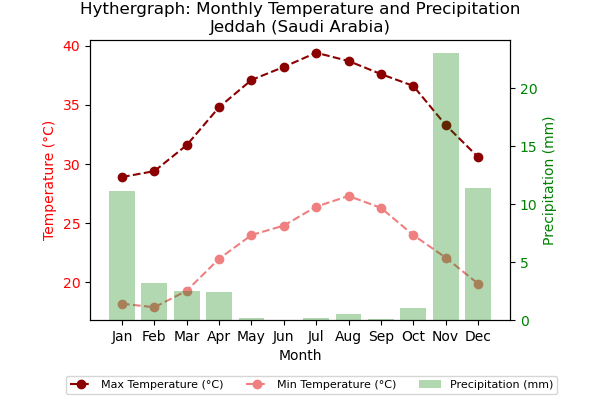 Hythergraph: Monthly Temperature and Precipitation
Jeddah (Saudi Arabia)
Temperature (°C)
40
35
30
25
20
Precipitation (mm)
20
15
10
5
0
Jan Feb Mar Apr May Jun Jul Aug Sep Oct Nov Dec
Month
Max Temperature (°C) Min Temperature (°C) Precipitation (mm)